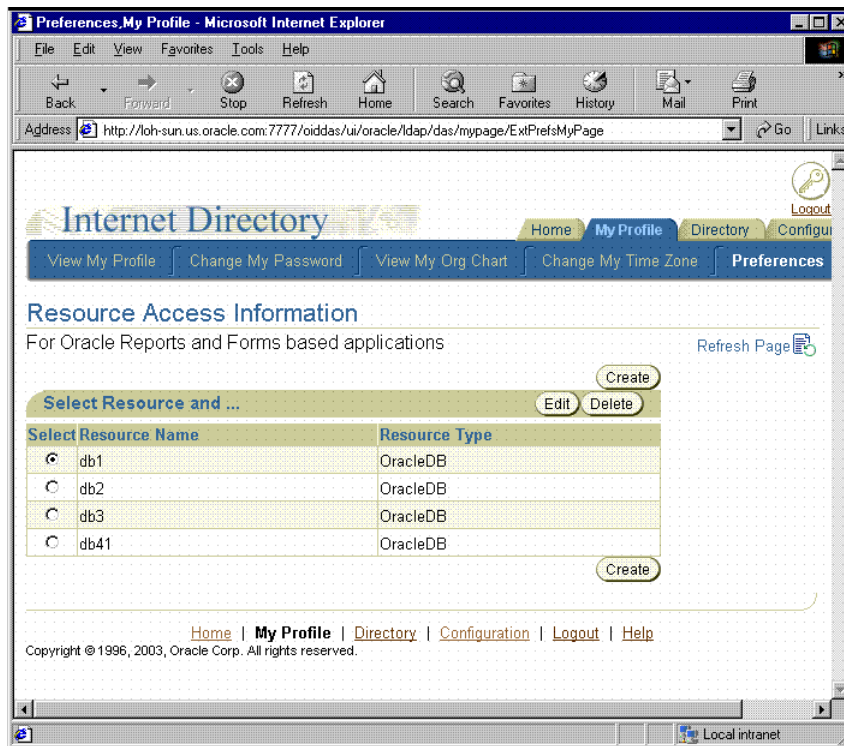 Preferences,My Profile - Microsoft Internet Explorer
File Edit View Favorites Tools Help
Back Forward Stop Refresh Home Search Favorites History Mail Print
Address http://loh-sun.us.oracle.com:7777/oiddas/ui/oracle/ldap/das/mypage/ExtPrefsMyPage Go Links
Logout
Internet Directory
Home My Profile Directory Configur
View My Profile Change My Password View My Org Chart Change My Time Zone Preferences
Resource Access Information
For Oracle Reports and Forms based applications
Refresh Page
Create
Select Resource and ... Edit Delete
Select Resource Name Resource Type
db1 OracleDB
db2 OracleDB
db3 OracleDB
db41 OracleDB
Create
Home | My Profile | Directory | Configuration | Logout | Help
Copyright © 1996, 2003, Oracle Corp. All rights reserved.
Local intranet